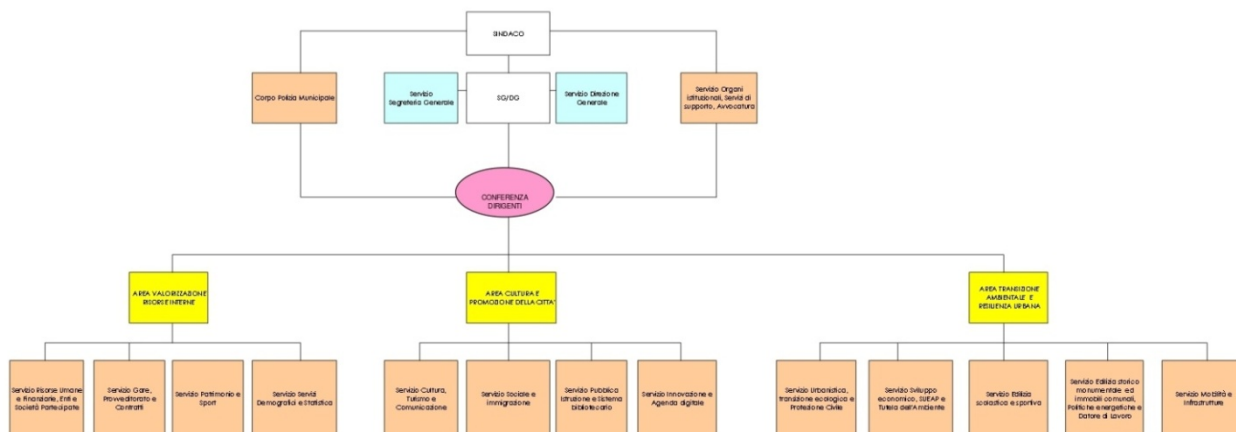 SINDACO
Corpo Polizia Municipale
Servizio
Segreteria Generale
SG/DG
Servizio Direzione
Generale
Servizio Organi
Istituzionali, Servizi di
supporto, Avvocatura
CONFERENZA
DIRIGENTI
AREA VALORIZZAZIONE
RISORSE INTERNE
AREA CULTURA E
PROMOZIONE DELLA CITTA'
AREA TRANSIZIONE
AMBIENTALE E
RESILIENZA URBANA
Servizio Risorse Umane
e Finanziarie, Enti e
Società Partecipate
Servizio Gare,
Provveditorato e
Contratti
Servizio Patrimonio e
Sport
Servizio Servizi
Demografici e Statistica
Servizio Cultura,
Turismo e
Comunicazione
Servizio Sociale e
immigrazione
Servizio Pubblica
Istruzione e Sistema
bibliotecario
Servizio Innovazione e
Agenda digitale
Servizio Urbanistica,
transizione ecologica e
Protezione Civile
Servizio Sviluppo
economico, SUEAP e
Tutela dell'Ambiente
Servizio Edilizia
scolastica e sportiva
Servizio Edilizia storico
monumentale ed
immobili comunali,
Politiche energetiche e
Datore di Lavoro
Servizio Mobilità e
Infrastrutture